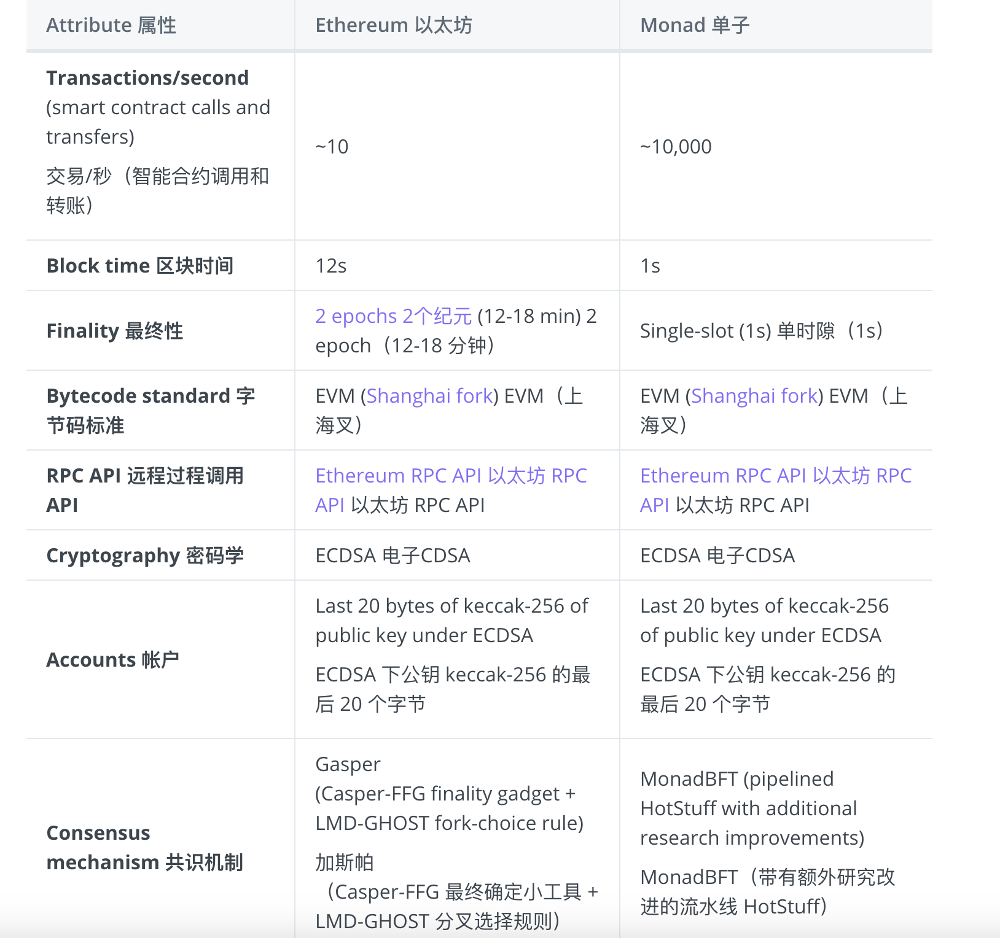 Attribute 属性
Ethereum 以太坊
Monad 单子
Transactions/second
(smart contract calls and
transfers)
交易/秒（智能合约调用和
转账）
~10
~10,000
Block time 区块时间
12s
1s
Finality 最终性
2 epochs 2个纪元 (12-18 min) 2
epoch（12-18 分钟）
Single-slot (1s) 单时隙（1s）
Bytecode standard 字
节码标准
EVM (Shanghai fork) EVM（上
海叉）
EVM (Shanghai fork) EVM（上
海叉）
RPC API 远程过程调用
API
Ethereum RPC API 以太坊 RPC
API 以太坊 RPC API
Ethereum RPC API 以太坊 RPC
API 以太坊 RPC API
Cryptography 密码学
ECDSA 电子CDSA
ECDSA 电子CDSA
Accounts 帐户
Last 20 bytes of keccak-256 of
public key under ECDSA
ECDSA 下公钥 keccak-256 的最
后 20 个字节
Last 20 bytes of keccak-256
of public key under ECDSA
ECDSA 下公钥 keccak-256 的
最后 20 个字节
Consensus
mechanism 共识机制
Gasper
(Casper-FFG finality gadget +
LMD-GHOST fork-choice rule)
加斯帕
（Casper-FFG 最终确定小工具 +
LMD-GHOST 分叉选择规则）
MonadBFT (pipelined
HotStuff with additional
research improvements)
MonadBFT（带有额外研究改
进的流水线 HotStuff）